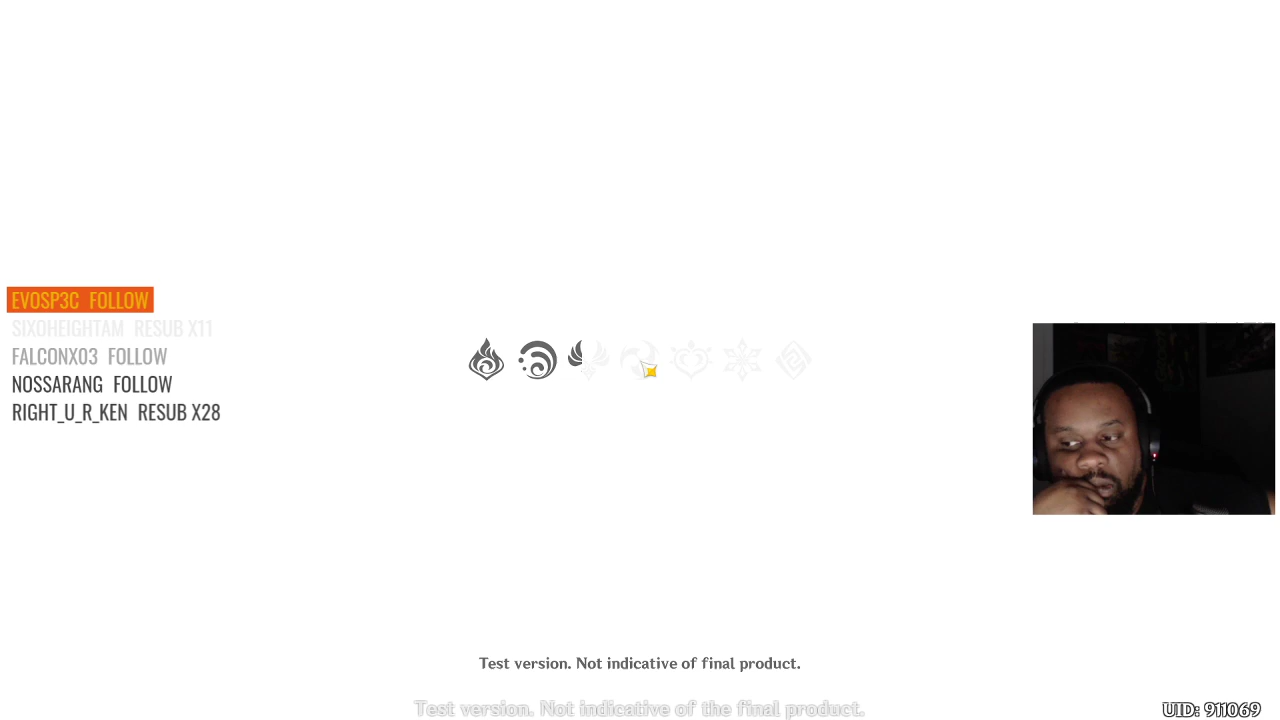 EVOSP3C FOLLOW
SIXOHEIGHTAM RESUB X11
FALCONX03 FOLLOW
NOSSARANG FOLLOW
RIGHT_U_R_KEN RESUB X28
Test version. Not indicative of final product.
Test version. Not indicative of the final product.
UID: 911069